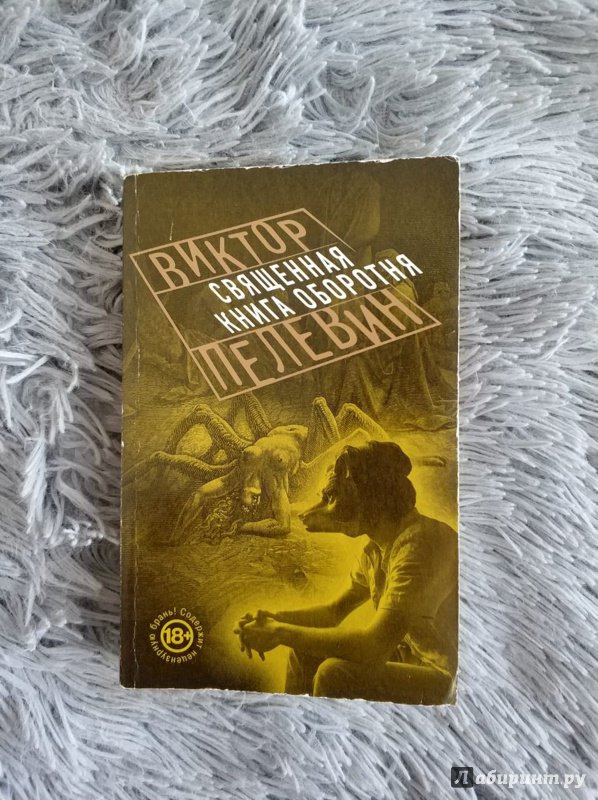 ВИКТОР
СВЯЩЕННАЯ
КНИГА ОБОРОТНЯ
ПЕЛЕВИН
Содержит нецензурную брань!
18+
Лабиринт.ру